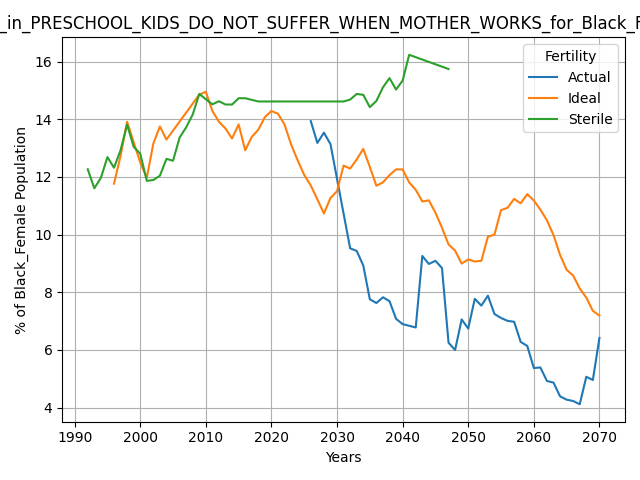 _in_PRESCHOOL_KIDS_DO_NOT_SUFFER_WHEN_MOTHER_WORKS_for_Black_F
Fertility
Actual
Ideal
Sterile
% of Black_Female Population
16
14
12
10
8
6
4
1990 2000 2010 2020 2030 2040 2050 2060 2070
Years